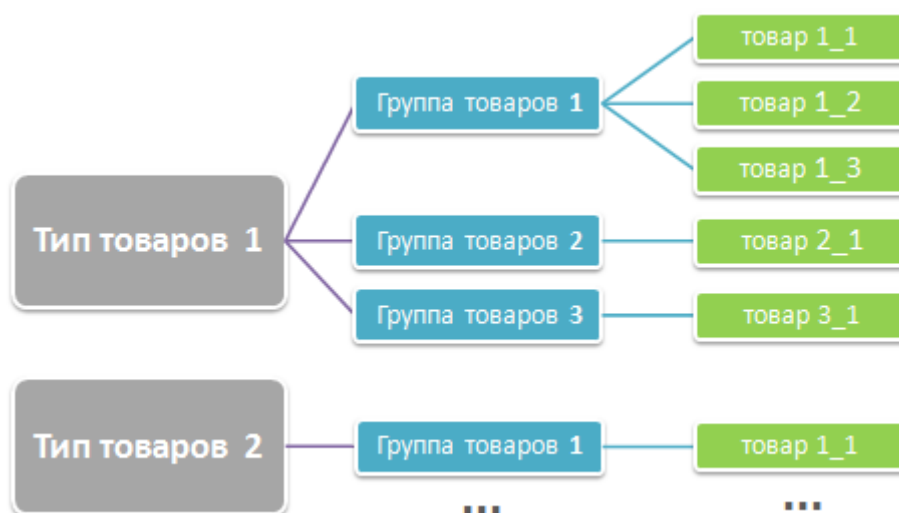 товар 1_1
Группа товаров 1
товар 1_2
товар 1_3
Тип товаров 1
Группа товаров 2
товар 2_1
Группа товаров 3
товар 3_1
Тип товаров 2
Группа товаров 1
товар 1_1
...
...